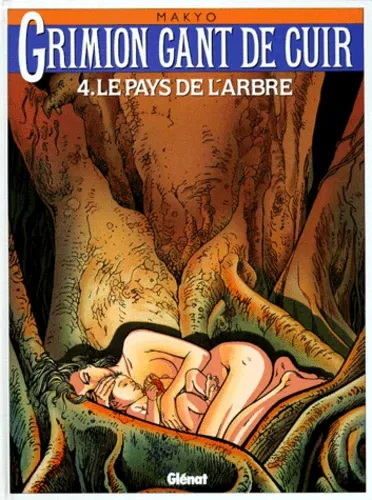 MAKYO
GRIMION GANT DE CUIR
4. LE PAYS DE L'ARBRE
Glénat